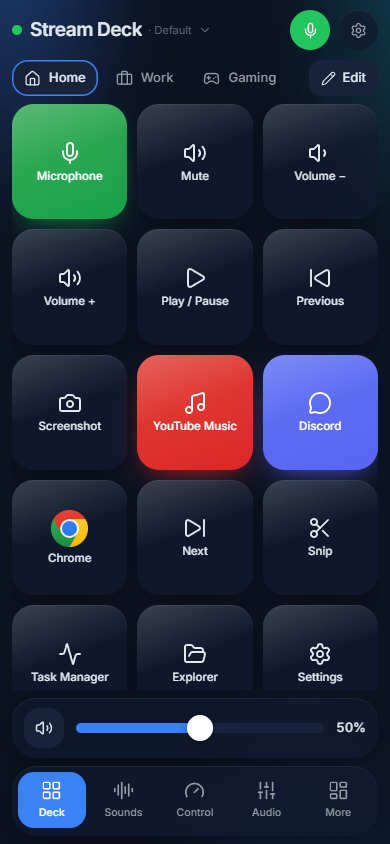 Stream Deck · Default
Home Work Gaming Edit
Microphone Mute Volume –
Volume + Play / Pause Previous
Screenshot YouTube Music Discord
Chrome Next Snip
Task Manager Explorer Settings
50%
Deck Sounds Control Audio More